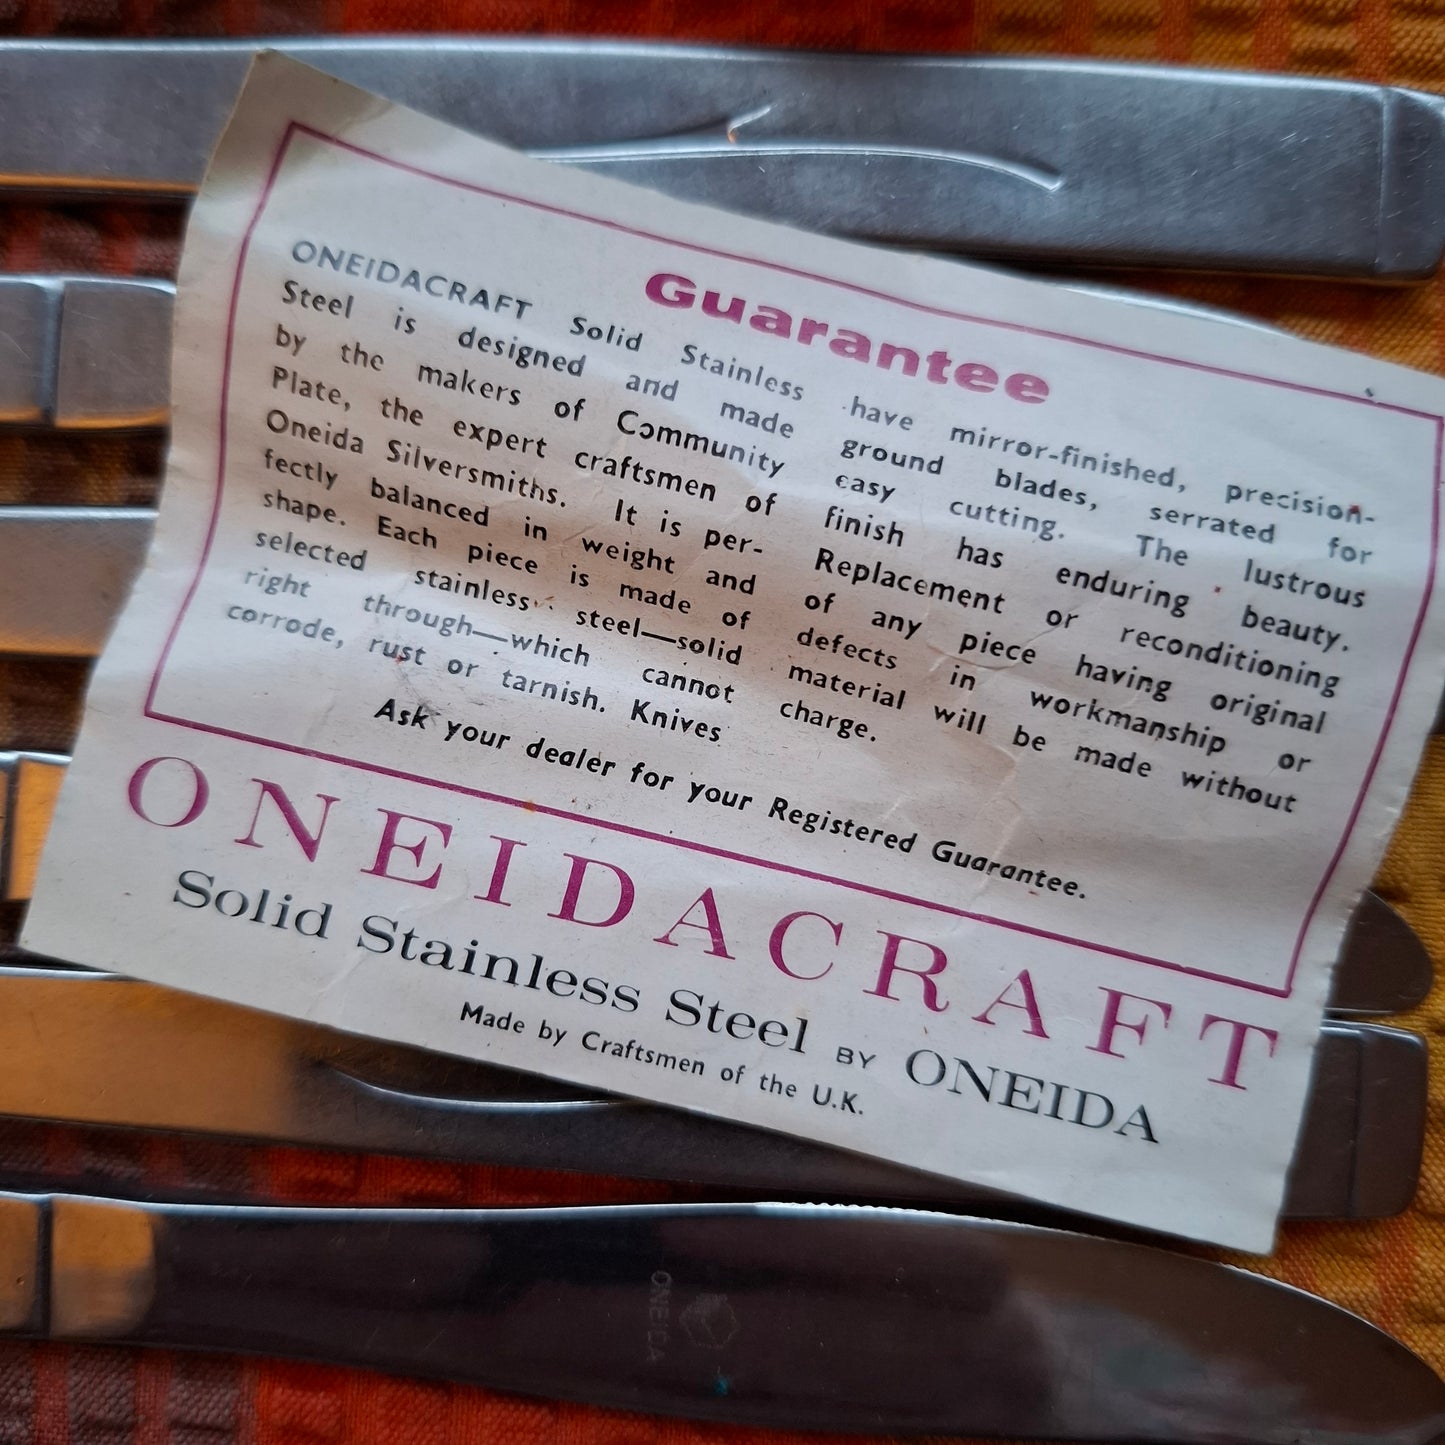 Guarantee
ONEIDACRAFT Solid Stainless
Steel is designed and made
by the makers of Community
Plate, the expert craftsmen of
Oneida Silversmiths. It is per-
fectly balanced in weight and
shape. Each piece is made of
selected stainless steel—solid
right through—which cannot
corrode, rust or tarnish. Knives
have mirror-finished, precision-
ground blades, serrated for
easy cutting. The lustrous
finish has enduring beauty.
Replacement or reconditioning
of any piece having original
defects in workmanship or
material will be made without
charge.
Ask your dealer for your Registered Guarantee.
ONEIDACRAFT
Solid Stainless Steel BY ONEIDA
Made by Craftsmen of the U.K.
ONEIDA